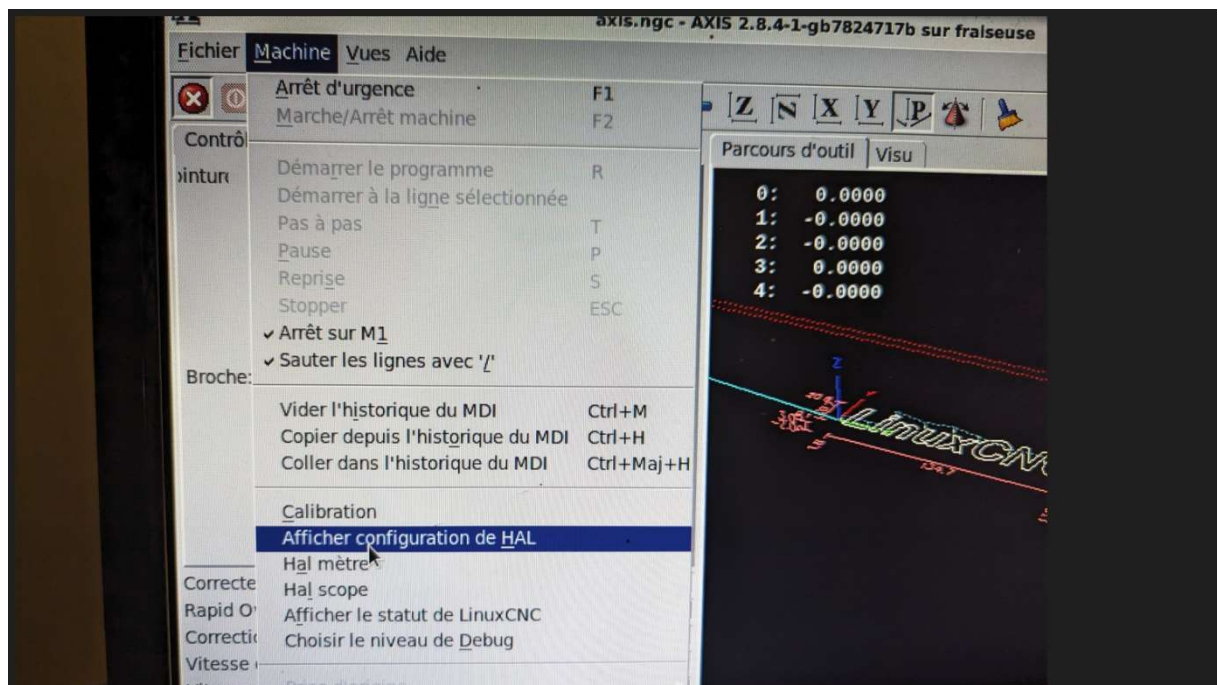 axis.ngc - AXIS 2.8.4-1-gb7824717b sur fraiseuse
Fichier Machine Vues Aide
Arrêt d'urgence F1
Marche/Arrêt machine F2
Z N X Y P
Contrô
Parcours d'outil Visu
ointure
Démarrer le programme R
Démarrer à la ligne sélectionnée
Pas à pas T
Pause P
Reprise S
Stopper ESC
Arrêt sur M1
Sauter les lignes avec '/'
Broche:
Vider l'historique du MDI Ctrl+M
Copier depuis l'historique du MDI Ctrl+H
Coller dans l'historique du MDI Ctrl+Maj+H
Calibration
Afficher configuration de HAL
Hal mètre
Hal scope
Afficher le statut de LinuxCNC
Choisir le niveau de Debug
Correcte
Rapid O
Correctio
Vitesse
0: 0.0000
1: -0.0000
2: -0.0000
3: 0.0000
4: -0.0000
Z
LinuxCN